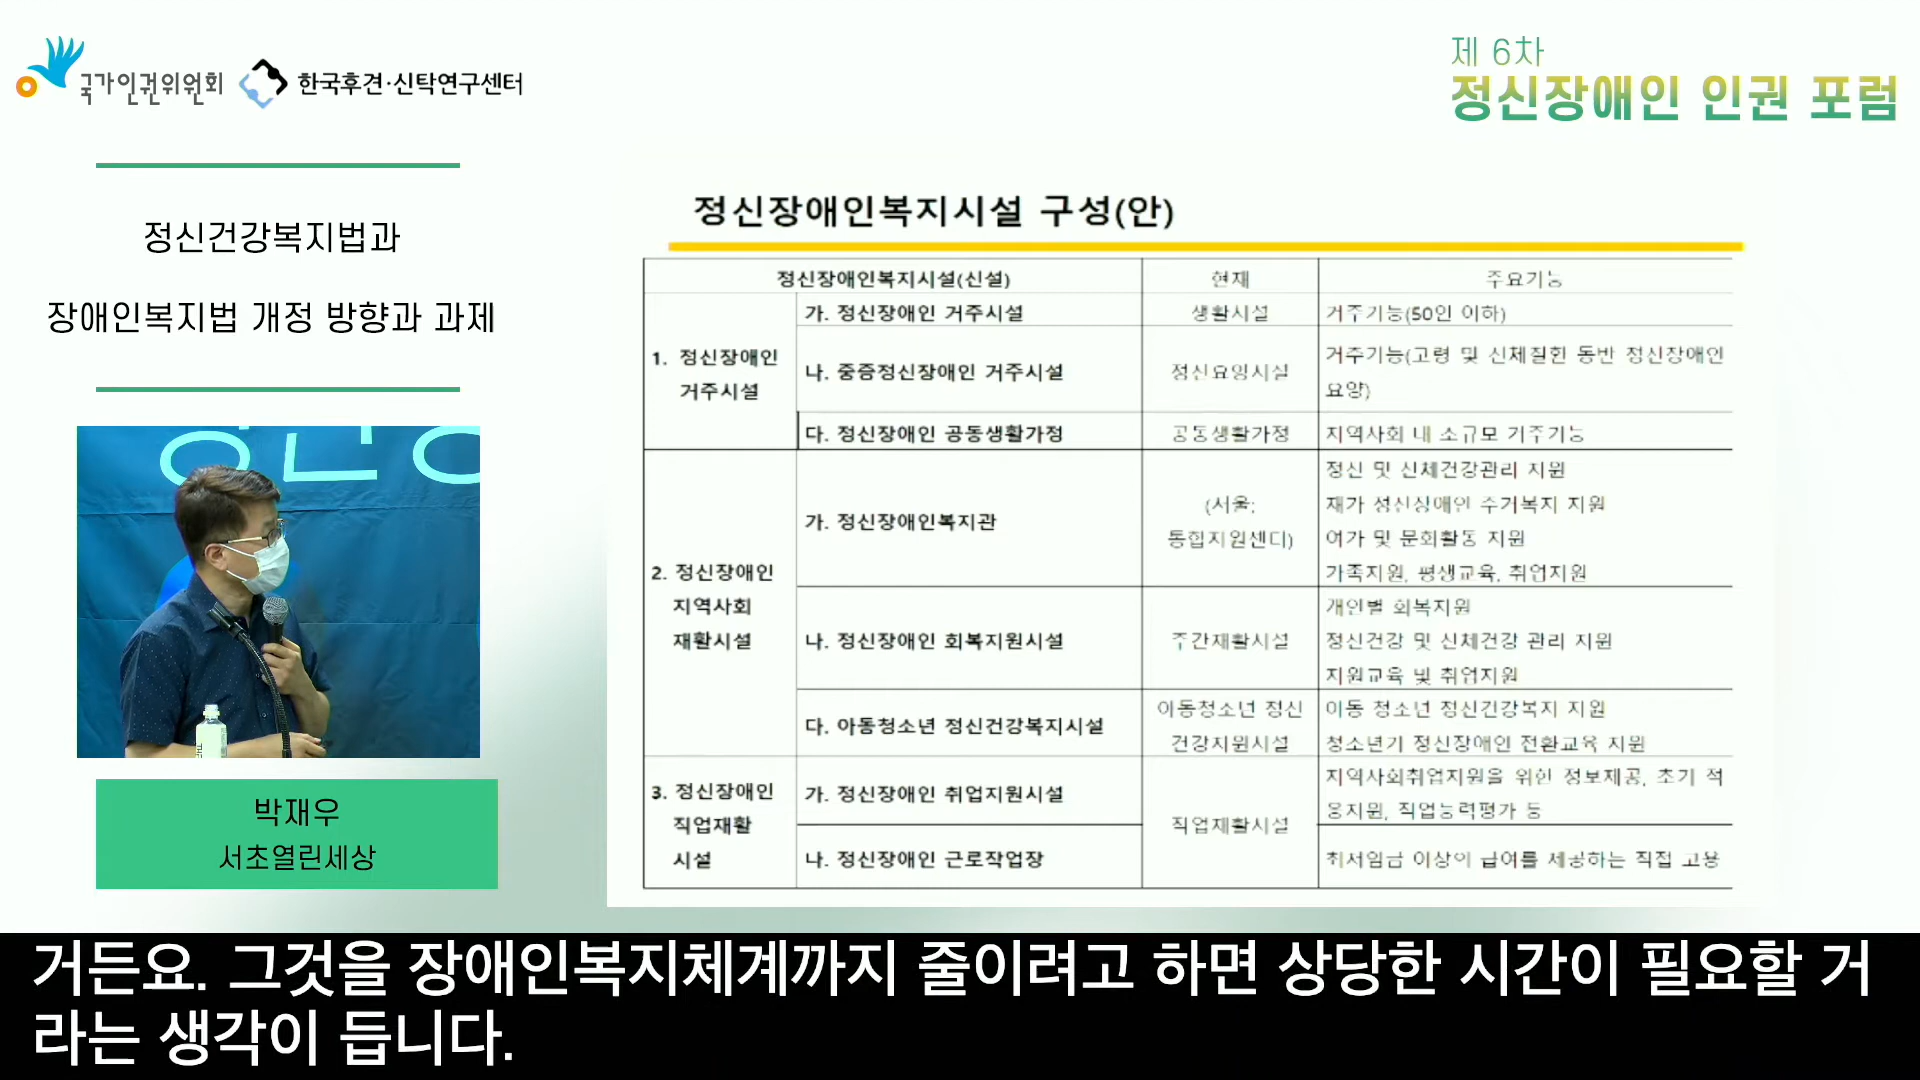 국가인권위원회
한국후견·신탁연구센터
제 6차
정신장애인 인권 포럼
정신건강복지법과
장애인복지법 개정 방향과 과제
박재우
서초열린세상
정신장애인복지시설 구성(안)
정신장애인복지시설(신설) 현재 주요기능
1. 정신장애인
거주시설
가. 정신장애인 거주시설 생활시설 거주기능(50인 이하)
나. 중증정신장애인 거주시설 정신요양시설 거주기능(고령 및 신체질환 동반 정신장애인
요양)
다. 정신장애인 공동생활가정 공동생활가정 지역사회 내 소규모 거주기능
2. 정신장애인
지역사회
재활시설
가. 정신장애인복지관
(서울:
통합지원센터)
정신 및 신체건강관리 지원
재가 정신장애인 주거복지 지원
여가 및 문화활동 지원
가족지원, 평생교육, 취업지원
나. 정신장애인 회복지원시설 주간재활시설
개인별 회복지원
정신건강 및 신체건강 관리 지원
지원교육 및 취업지원
다. 아동청소년 정신건강복지시설
아동청소년 정신
건강지원시설
아동 청소년 정신건강복지 지원
청소년기 정신장애인 전환교육 지원
3. 정신장애인
직업재활
시설
가. 정신장애인 취업지원시설
직업재활시설
지역사회취업지원을 위한 정보제공, 초기 적
응지원, 직업능력평가 등
나. 정신장애인 근로작업장
최저임금 이상의 급여를 제공하는 직접 고용
거든요. 그것을 장애인복지체계까지 줄이려고 하면 상당한 시간이 필요할 거
라는 생각이 듭니다.